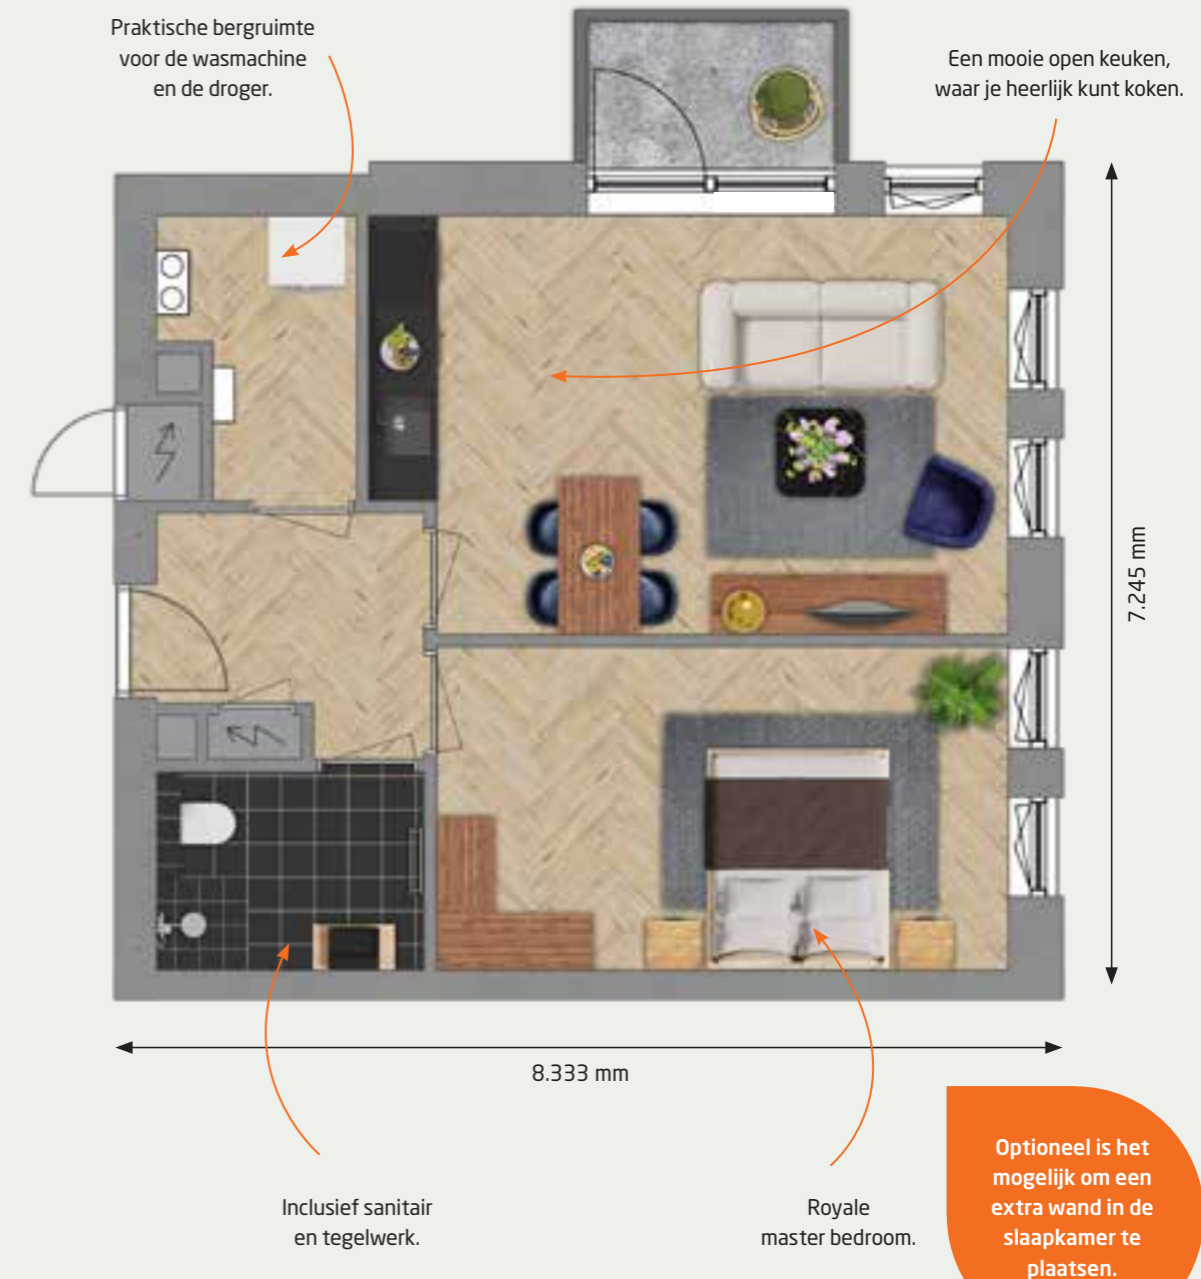 Praktische bergruimte
voor de wasmachine
en de droger.
Een mooie open keuken,
waar je heerlijk kunt koken.
7.245 mm
8.333 mm
Inclusief sanitair
en tegelwerk.
Royale
master bedroom.
Optioneel is het
mogelijk om een
extra wand in de
slaapkamer te
plaatsen.